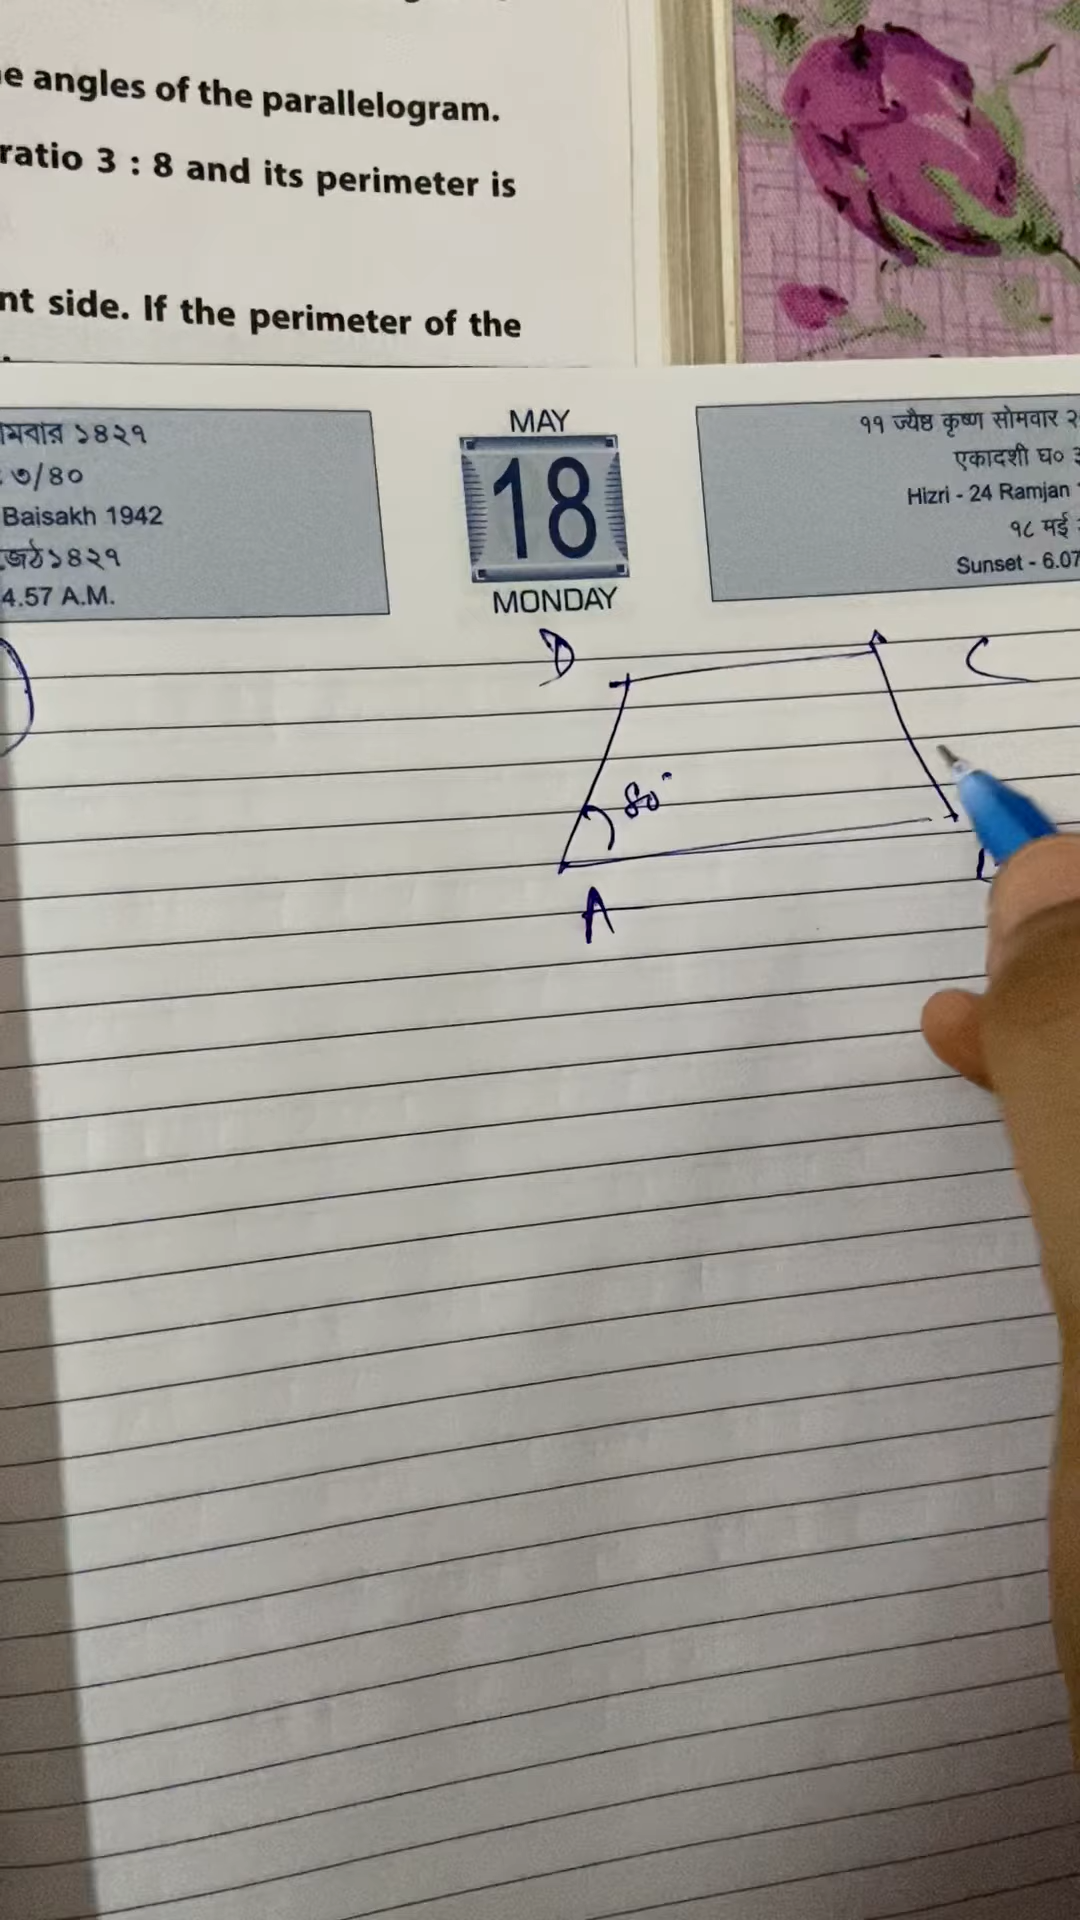 angles of the parallelogram.
ratio 3 : 8 and its perimeter is
nt side. If the perimeter of the
১৪২৭
৩/৪০
Baisakh 1942
জেঠ ১৪২৭
4.57 A.M.
MAY
18
MONDAY
११ ज्यैष्ठ कृष्ण सोमवार
एकादशी घ०
Hizri - 24 Ramjan
१८ मई
Sunset - 6.07
D
C
80°
A